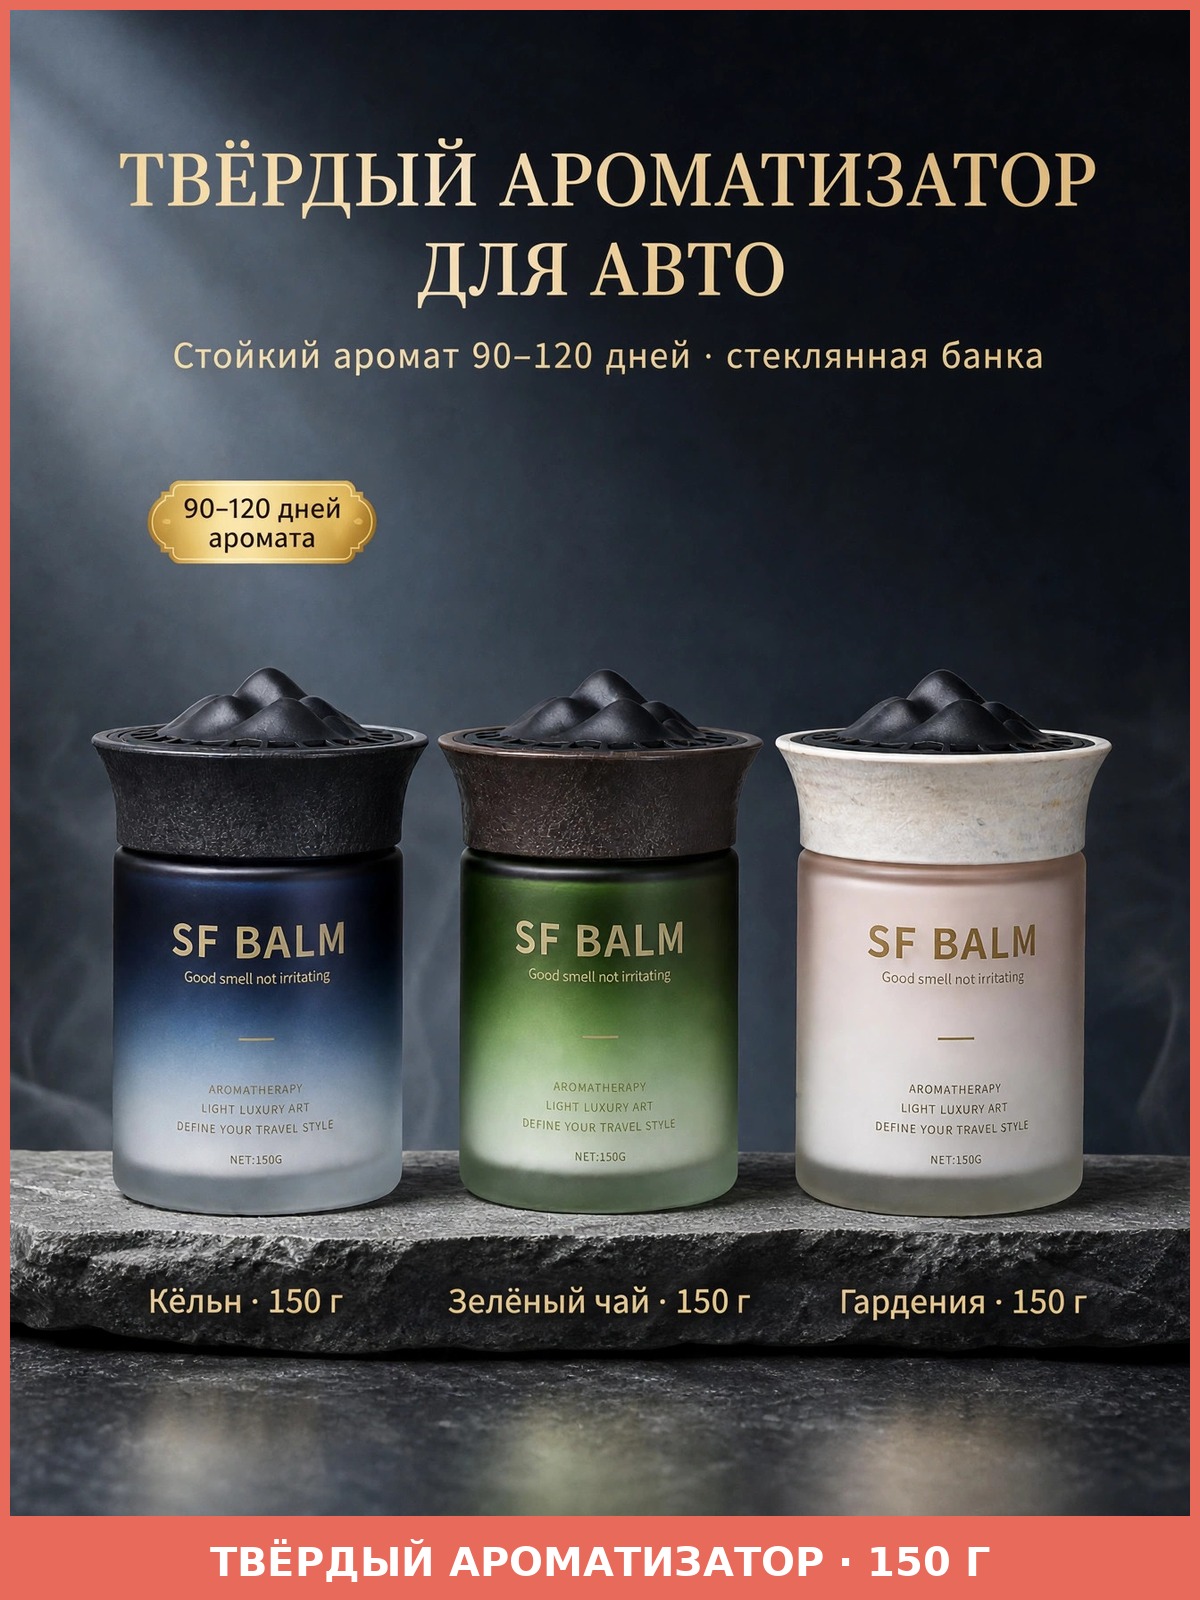 ТВЁРДЫЙ АРОМАТИЗАТОР
ДЛЯ АВТО
Стойкий аромат 90–120 дней · стеклянная банка
90–120 дней
аромата
SF BALM
Good smell not irritating
AROMATHERAPY
LIGHT LUXURY ART
DEFINE YOUR TRAVEL STYLE
NET:150G
SF BALM
Good smell not irritating
AROMATHERAPY
LIGHT LUXURY ART
DEFINE YOUR TRAVEL STYLE
NET:150G
SF BALM
Good smell not irritating
AROMATHERAPY
LIGHT LUXURY ART
DEFINE YOUR TRAVEL STYLE
NET:150G
Кёльн · 150 г
Зелёный чай · 150 г
Гардения · 150 г
ТВЁРДЫЙ АРОМАТИЗАТОР · 150 Г